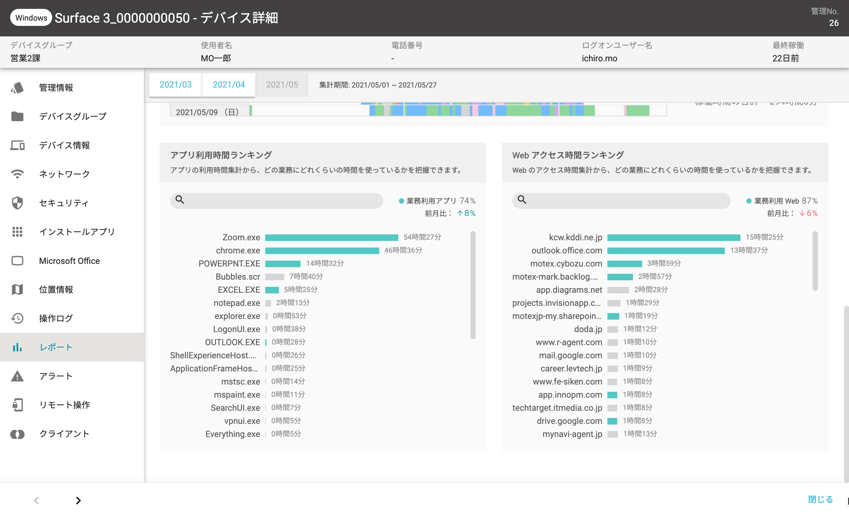 Windows Surface 3_0000000050 - デバイス詳細
管理No.
26
デバイスグループ 使用者名 電話番号 ログオンユーザー名 最終稼働
営業2課 MO一郎 - ichiro.mo 22日前
管理情報
デバイスグループ
デバイス情報
ネットワーク
セキュリティ
インストールアプリ
Microsoft Office
位置情報
操作ログ
レポート
アラート
リモート操作
クライアント
2021/03 2021/04 2021/05 集計期間: 2021/05/01 ~ 2021/05/27
2021/05/09 （日）
アプリ利用時間ランキング
アプリの利用時間集計から、どの業務にどれくらいの時間を使っているかを把握できます。
業務利用アプリ 74%
前月比： ↑8%
Zoom.exe 54時間27分
chrome.exe 46時間36分
POWERPNT.EXE 14時間32分
Bubbles.scr 7時間40分
EXCEL.EXE 5時間25分
notepad.exe 2時間13分
explorer.exe 0時間53分
LogonUI.exe 0時間38分
OUTLOOK.EXE 0時間28分
ShellExperienceHost.... 0時間26分
ApplicationFrameHos... 0時間25分
mstsc.exe 0時間14分
mspaint.exe 0時間11分
SearchUI.exe 0時間7分
vpnui.exe 0時間5分
Everything.exe 0時間5分
Web アクセス時間ランキング
Web のアクセス時間集計から、どの業務にどれくらいの時間を使っているかを把握できます。
業務利用 Web 87%
前月比： ↓6%
kcw.kddi.ne.jp 15時間25分
outlook.office.com 13時間37分
motex.cybozu.com 3時間59分
motex-mark.backlog.... 2時間57分
app.diagrams.net 2時間28分
projects.invisionapp.c... 1時間29分
motexjp-my.sharepoin... 1時間19分
doda.jp 1時間12分
www.r-agent.com 1時間10分
mail.google.com 1時間10分
career.levtech.jp 1時間9分
www.fe-siken.com 1時間8分
app.innopm.com 1時間8分
techtarget.itmedia.co.jp 1時間8分
drive.google.com 1時間8分
mynavi-agent.jp 1時間13分
閉じる